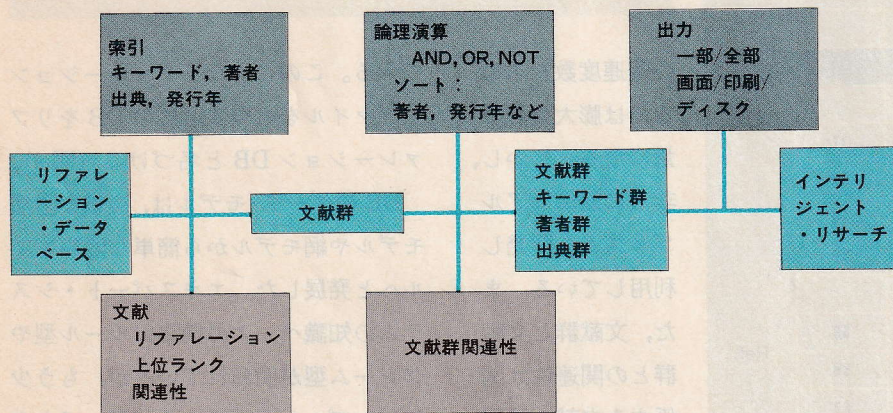 索引
キーワード，著者
出典，発行年
論理演算
AND, OR, NOT
ソート：
著者，発行年など
出力
一部/全部
画面/印刷/
ディスク
リファレ
ーション
・データ
ベース
文献群
文献群
キーワード群
著者群
出典群
インテリ
ジェント
・リサーチ
文献
リファレーション
上位ランク
関連性
文献群関連性